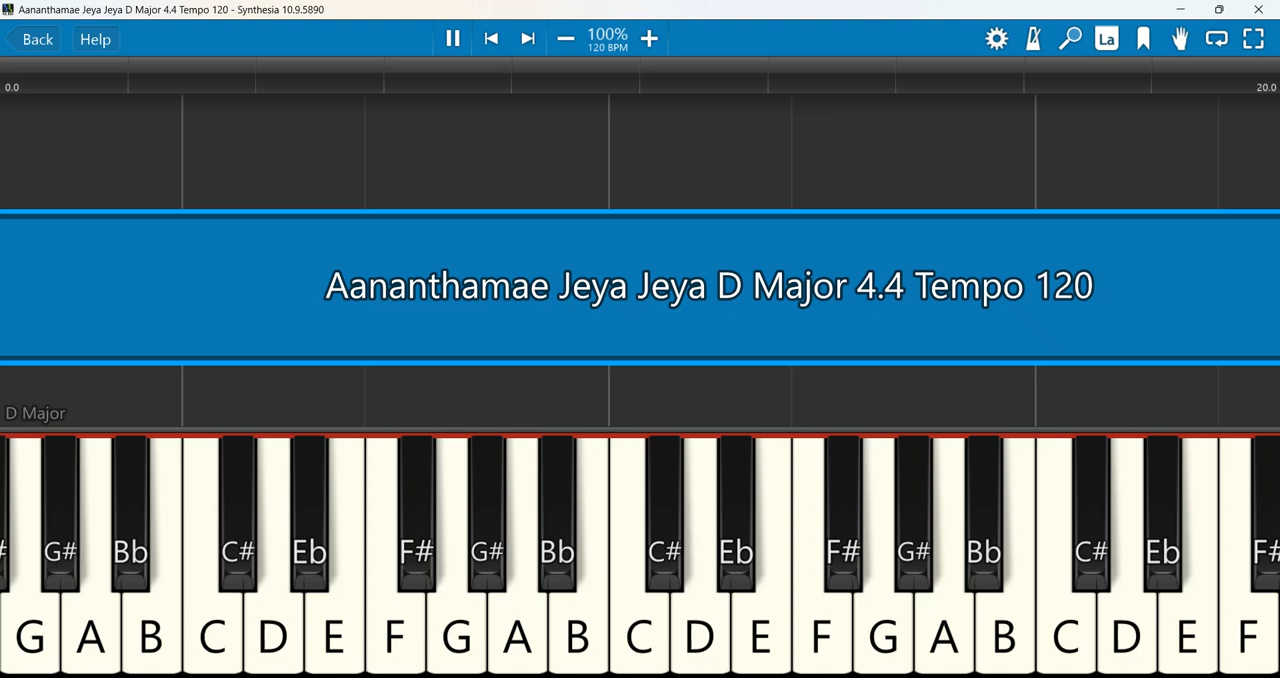 Aananthamae Jeya Jeya D Major 4.4 Tempo 120 - Synthesia 10.9.5890
Back Help 100% La
120 BPM
0.0 20.0
Aananthamae Jeya Jeya D Major 4.4 Tempo 120
D Major
# G# Bb C# Eb F# G# Bb C# Eb F# G# Bb C# Eb F#
G A B C D E F G A B C D E F G A B C D E F